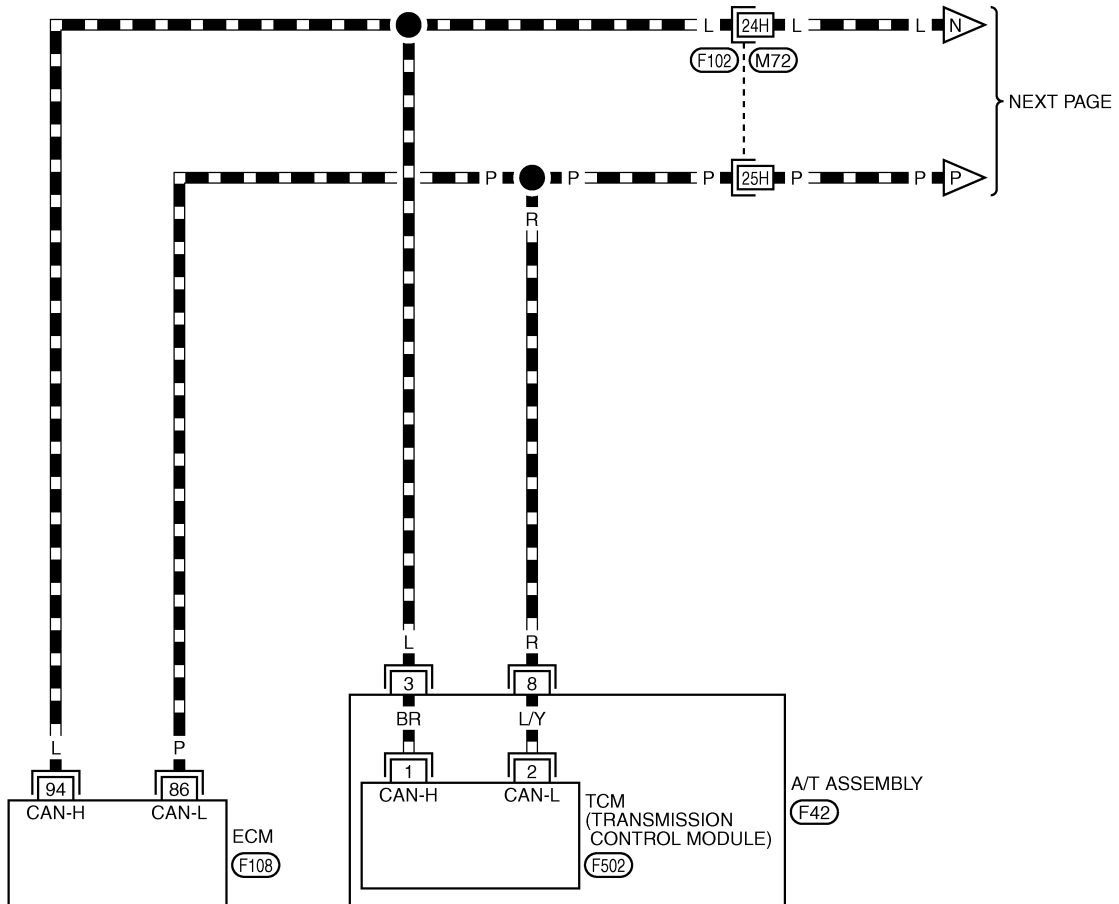 L 24H L L N
F102 M72
NEXT PAGE
P P P 25H P P P
R
L R
3 8
BR L/Y
L P
1 2
94 86
CAN-H CAN-L
A/T ASSEMBLY
F42
TCM
(TRANSMISSION
CONTROL MODULE)
F502
CAN-H CAN-L
ECM
F108